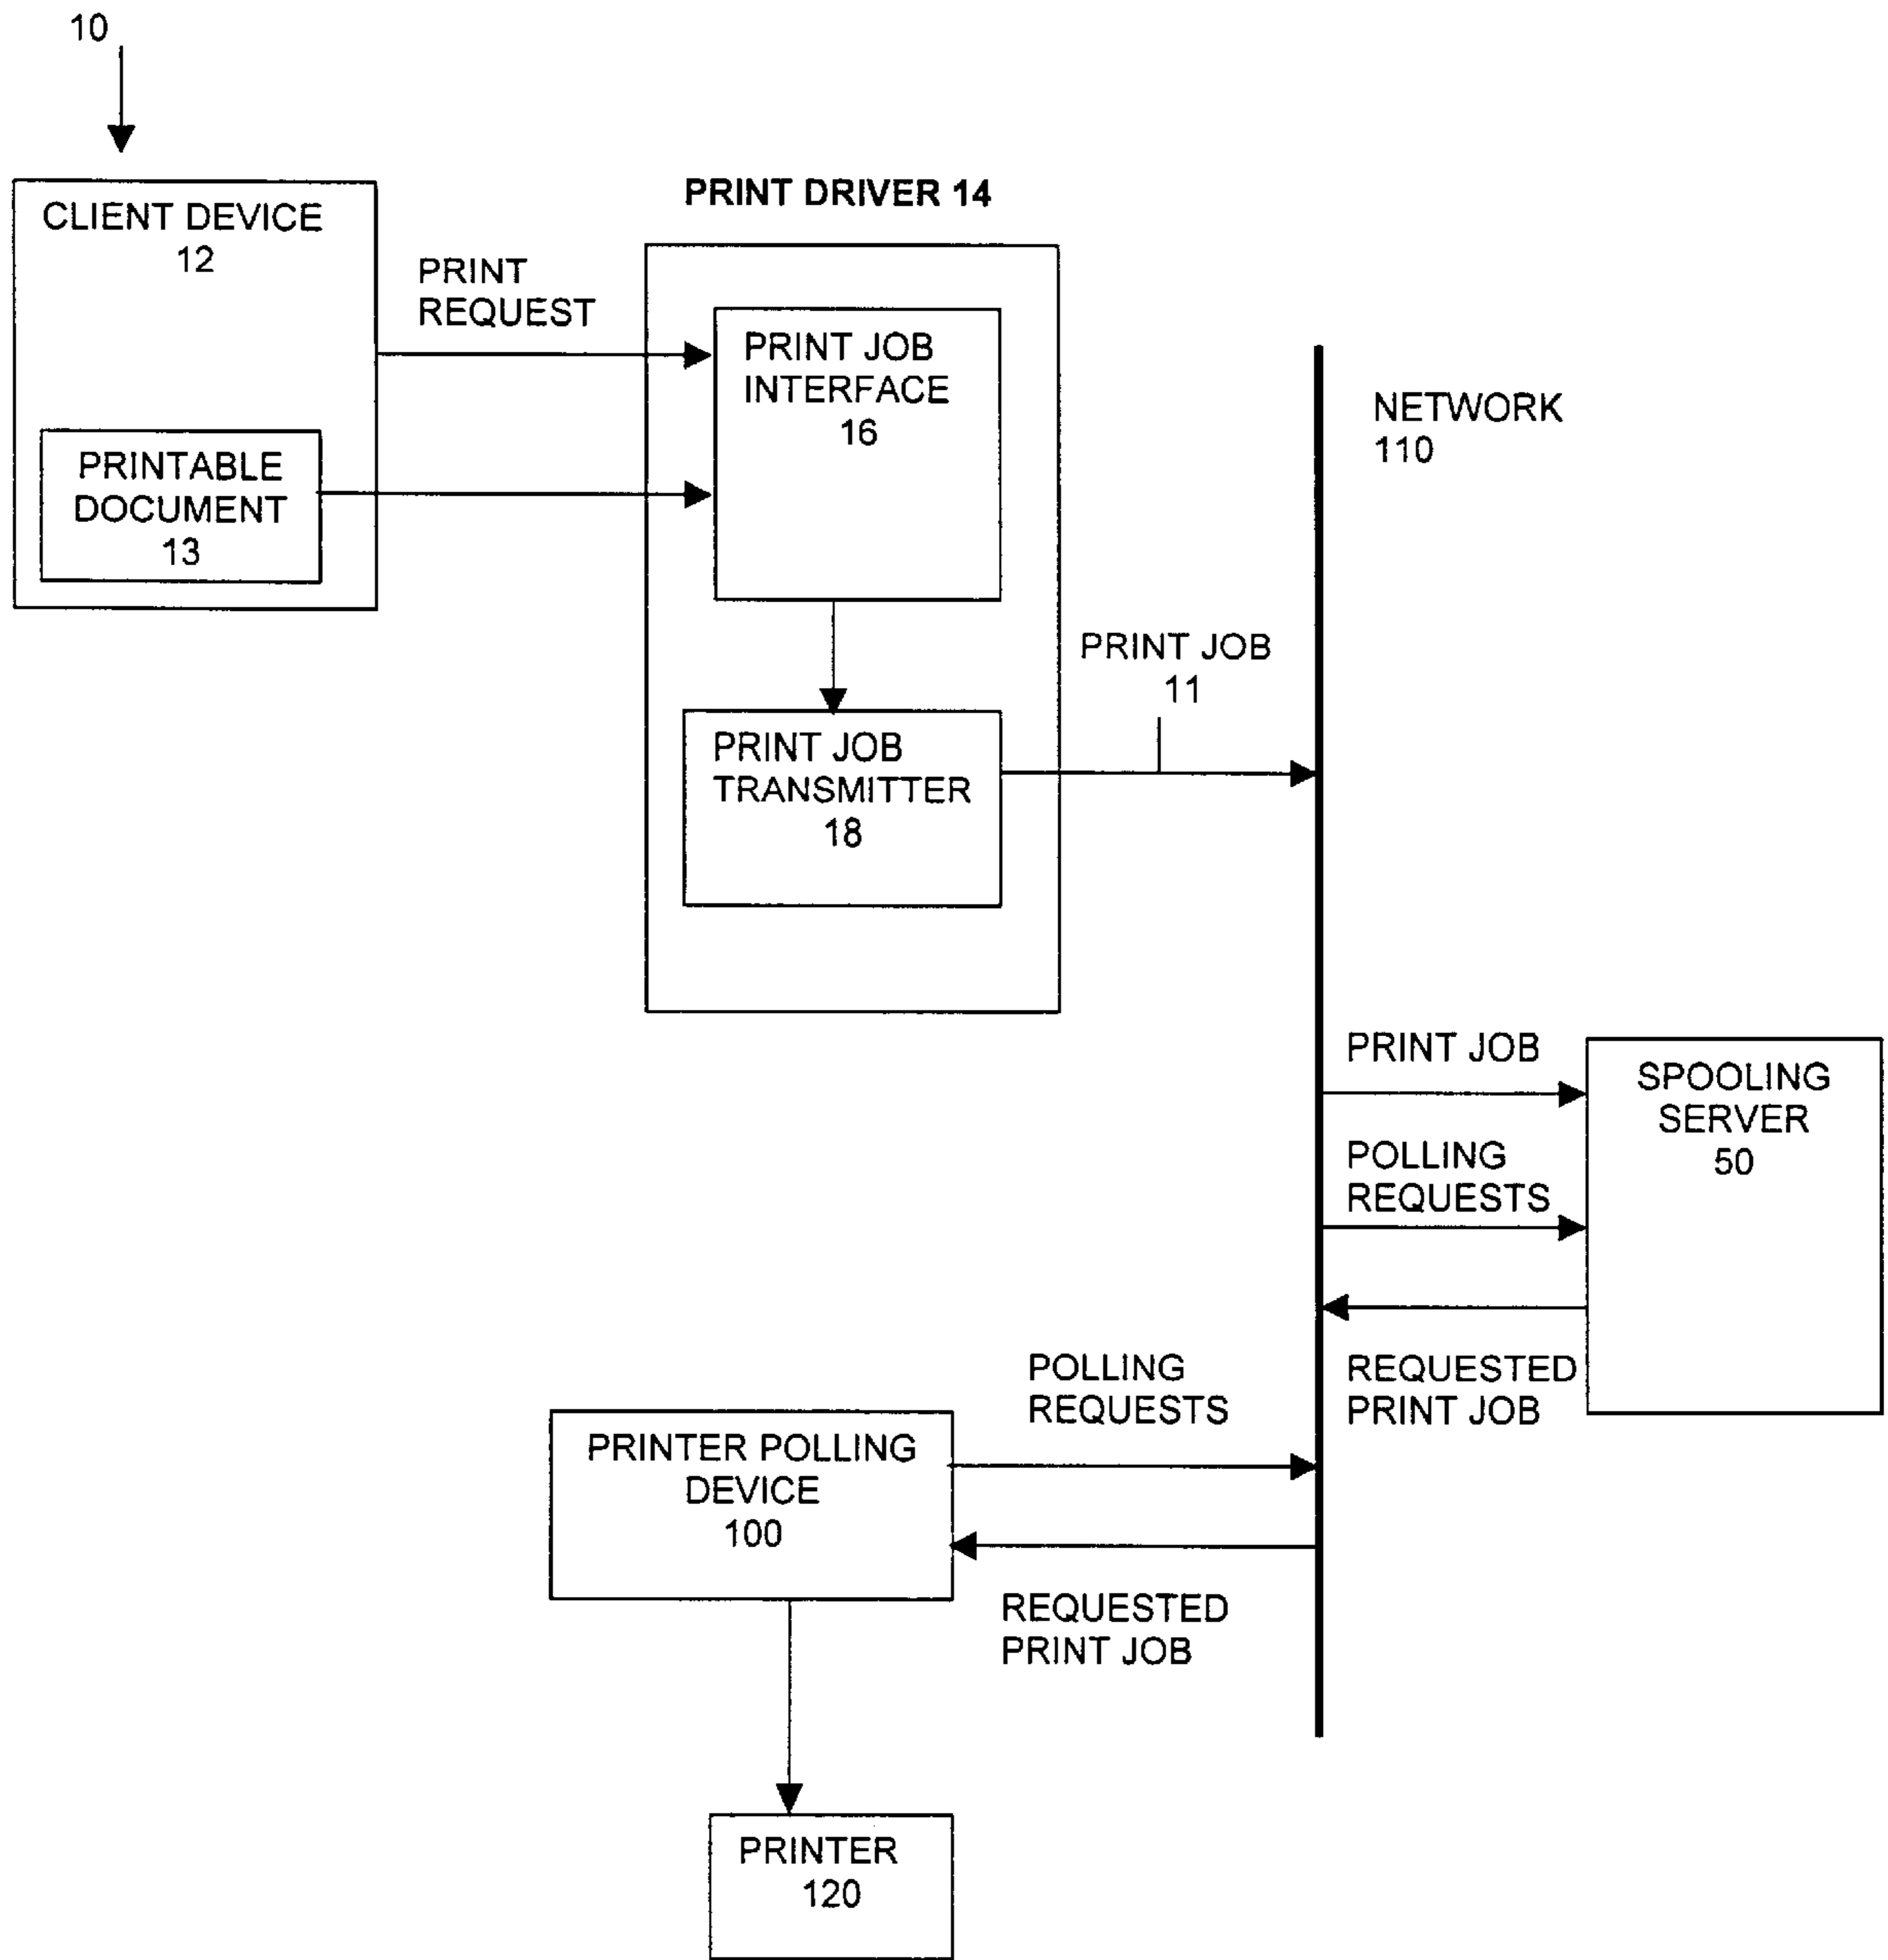 10
CLIENT DEVICE
12
PRINTABLE
DOCUMENT
13
PRINT
REQUEST
PRINT DRIVER 14
PRINT JOB
INTERFACE
16
PRINT JOB
TRANSMITTER
18
PRINT JOB
11
NETWORK
110
PRINT JOB
POLLING
REQUESTS
SPOOLING
SERVER
50
REQUESTED
PRINT JOB
POLLING
REQUESTS
PRINTER POLLING
DEVICE
100
REQUESTED
PRINT JOB
PRINTER
120